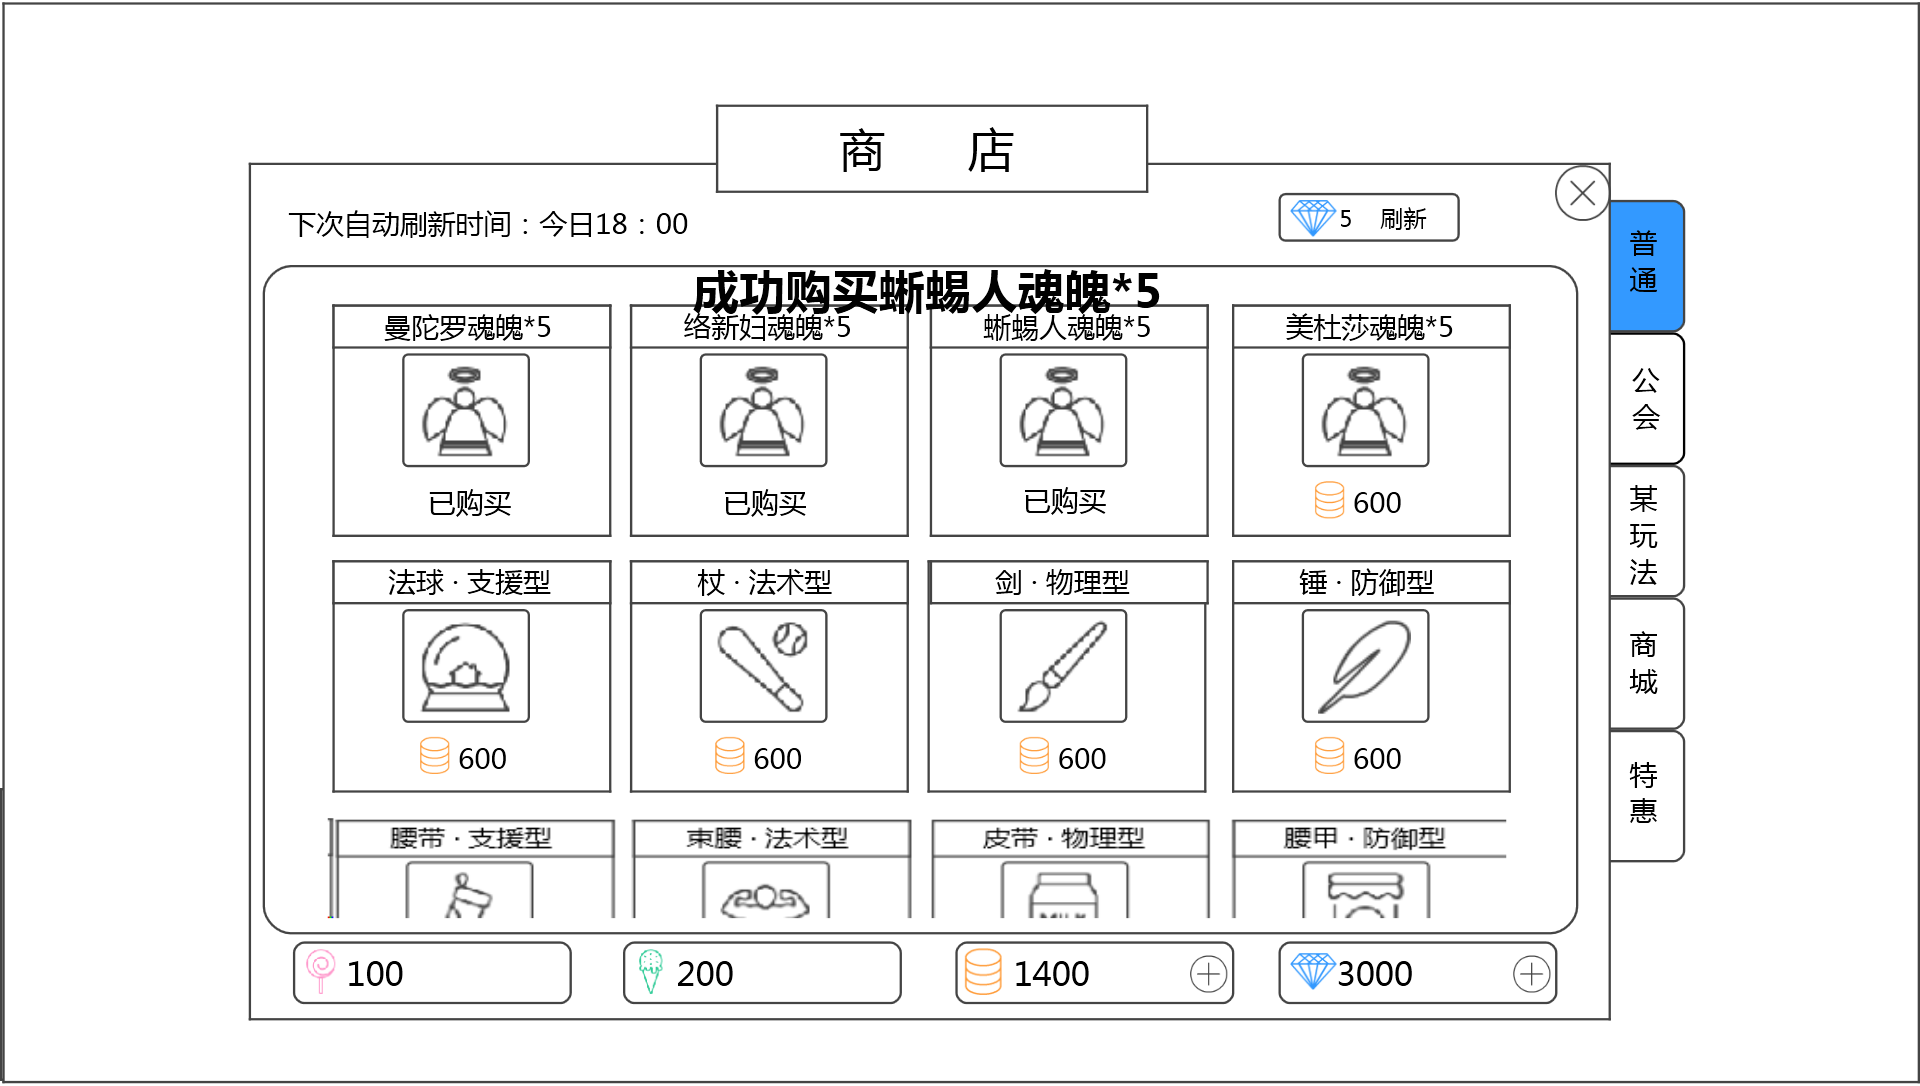 商 店
下次自动刷新时间：今日18：00
5 刷新
成功购买蜥蜴人魂魄*5
曼陀罗魂魄*5
络新妇魂魄*5
蜥蜴人魂魄*5
美杜莎魂魄*5
已购买
已购买
已购买
600
法球·支援型
杖·法术型
剑·物理型
锤·防御型
600
600
600
600
腰带·支援型
束腰·法术型
皮带·物理型
腰甲·防御型
MILK
100
200
1400
3000
普
通
公
会
某
玩
法
商
城
特
惠